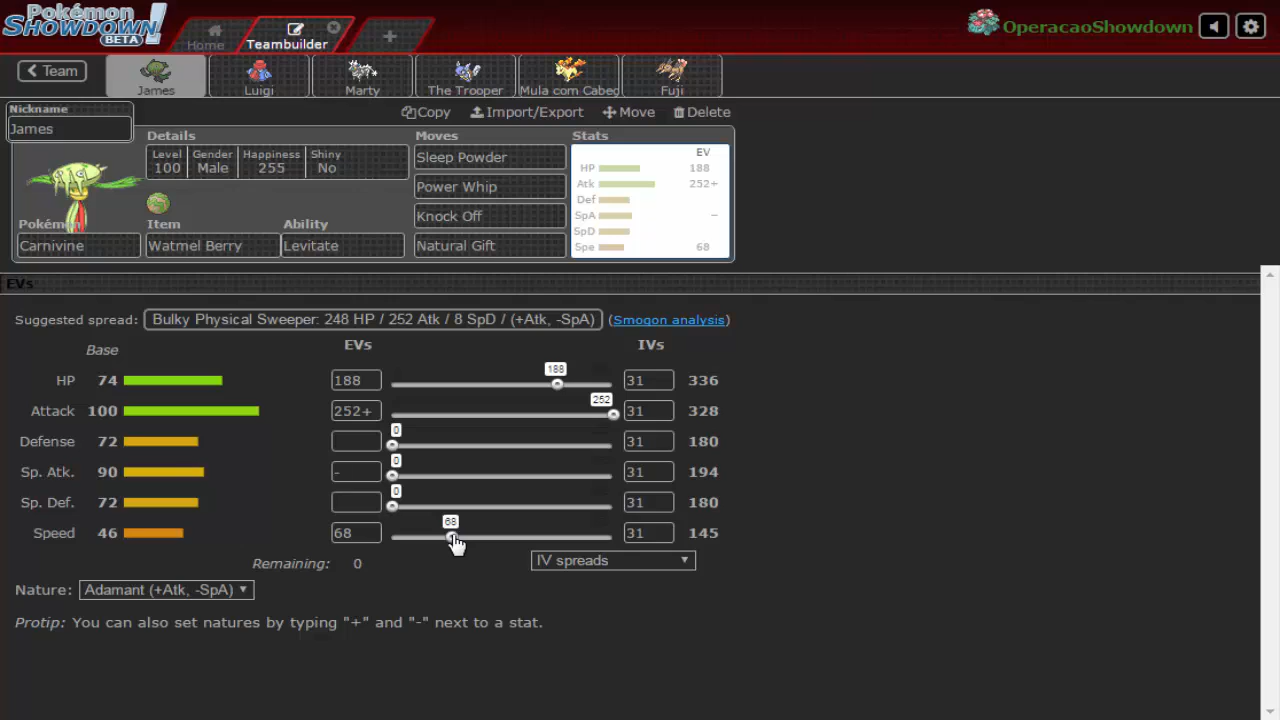 Pokémon
SHOWDOWN!
BETA
Home
Teambuilder
+
OperacaoShowdown
Team
James
Luigi
Marty
The Trooper
Mula com Cabeç
Fuji
Nickname
James
Copy
Import/Export
Move
Delete
Details
Moves
Stats
Level
100
Gender
Male
Happiness
255
Shiny
No
Sleep Powder
Power Whip
Knock Off
Natural Gift
EV
HP 188
Atk 252+
Def
SpA –
SpD
Spe 68
Pokémon
Carnivine
Item
Watmel Berry
Ability
Levitate
EVs
Suggested spread: Bulky Physical Sweeper: 248 HP / 252 Atk / 8 SpD / (+Atk, -SpA) (Smogon analysis)
Base EVs IVs
HP 74 188 188 31 336
Attack 100 252+ 252 31 328
Defense 72 0 31 180
Sp. Atk. 90 - 0 31 194
Sp. Def. 72 0 31 180
Speed 46 68 68 31 145
Remaining: 0 IV spreads
Nature: Adamant (+Atk, -SpA)
Protip: You can also set natures by typing "+" and "-" next to a stat.